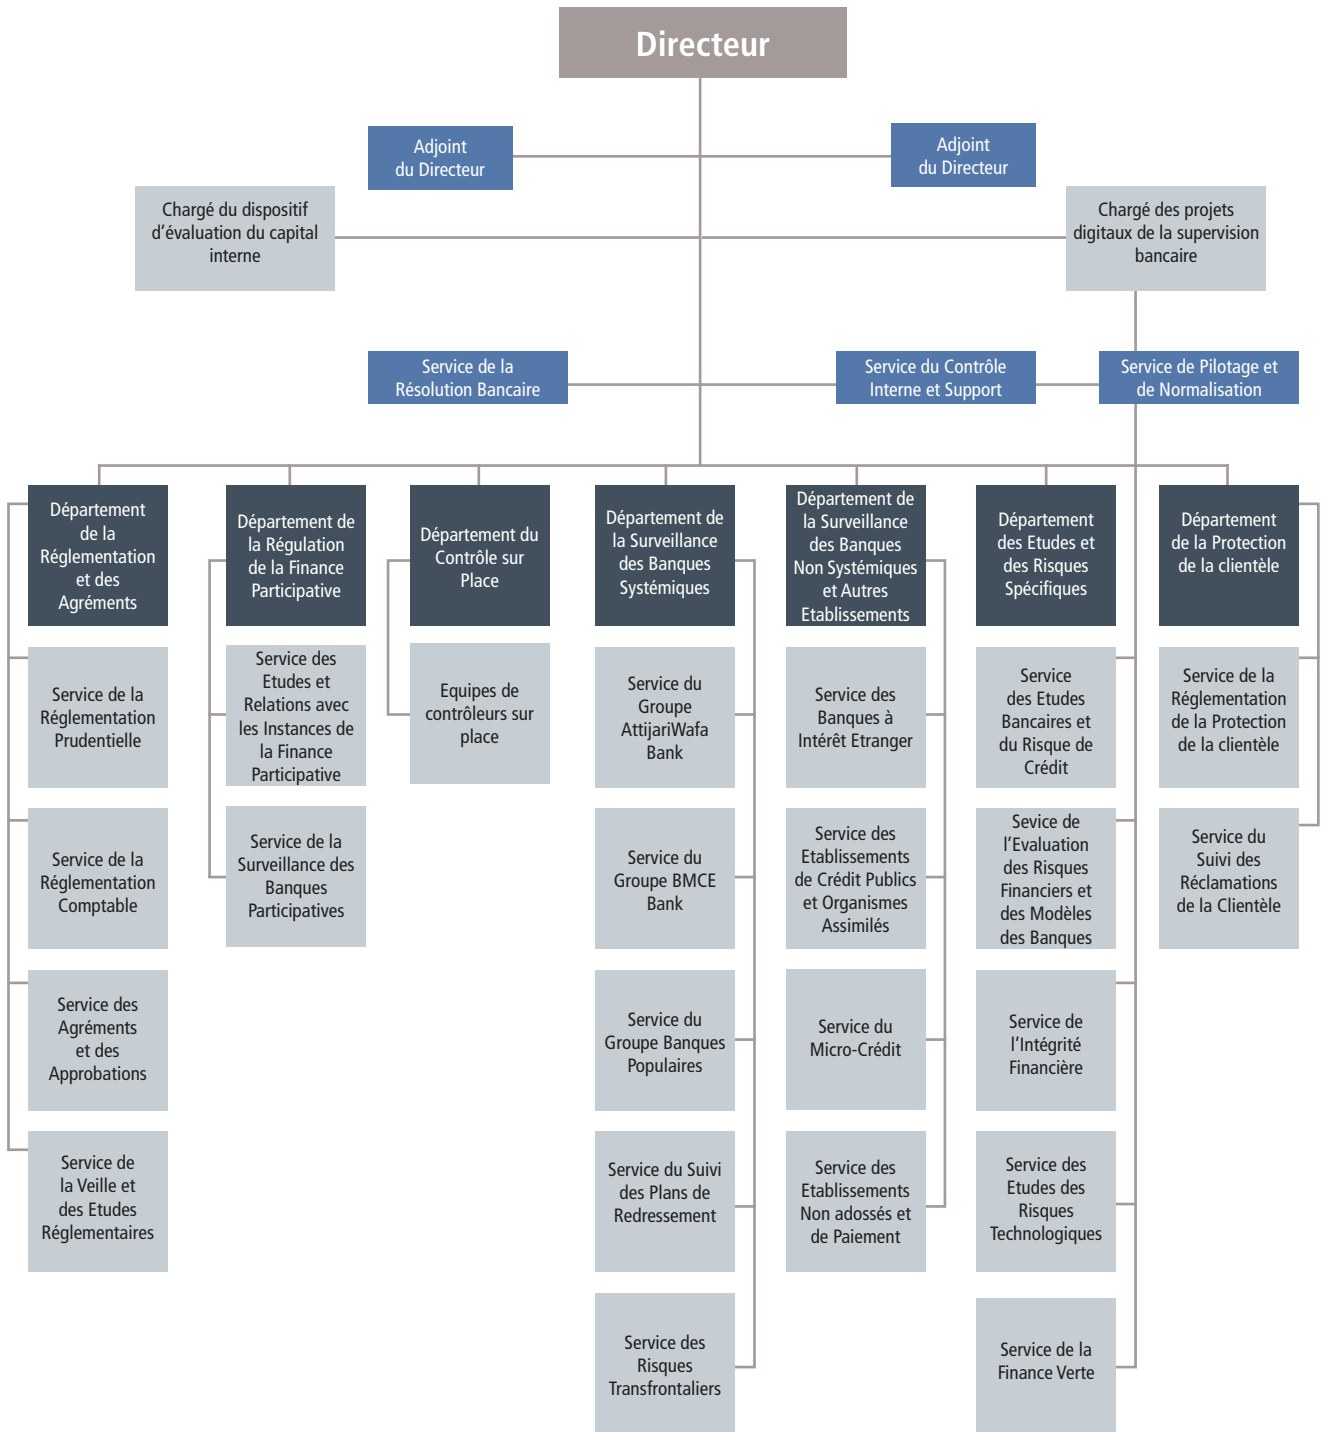 Directeur
Adjoint
du Directeur
Adjoint
du Directeur
Chargé du dispositif
d'évaluation du capital
interne
Chargé des projets
digitaux de la supervision
bancaire
Service de la
Résolution Bancaire
Service du Contrôle
Interne et Support
Service de Pilotage et
de Normalisation
Département
de la
Réglementation
et des
Agréments
Département de
la Régulation
de la Finance
Participative
Département du
Contrôle sur
Place
Département de
la Surveillance
des Banques
Systémiques
Département de
la Surveillance
des Banques
Non Systémiques
et Autres
Etablissements
Département
des Etudes et
des Risques
Spécifiques
Département
de la Protection
de la clientèle
Service de la
Réglementation
Prudentielle
Service des
Etudes et
Relations avec
les Instances de
la Finance
Participative
Equipes de
contrôleurs sur
place
Service du
Groupe
AttijariWafa
Bank
Service des
Banques à
Intérêt Etranger
Service
des Etudes
Bancaires et
du Risque de
Crédit
Service de la
Réglementation
de la Protection
de la clientèle
Service de la
Réglementation
Comptable
Service de la
Surveillance des
Banques
Participatives
Service du
Groupe BMCE
Bank
Service des
Etablissements
de Crédit Publics
et Organismes
Assimilés
Sevice de
l'Evaluation
des Risques
Financiers et
des Modèles
des Banques
Service du
Suivi des
Réclamations
de la Clientèle
Service des
Agréments
et des
Approbations
Service du
Groupe Banques
Populaires
Service du
Micro-Crédit
Service de
l'Intégrité
Financière
Service de
la Veille et
des Etudes
Réglementaires
Service du Suivi
des Plans de
Redressement
Service des
Etablissements
Non adossés et
de Paiement
Service des
Etudes des
Risques
Technologiques
Service des
Risques
Transfrontaliers
Service de la
Finance Verte